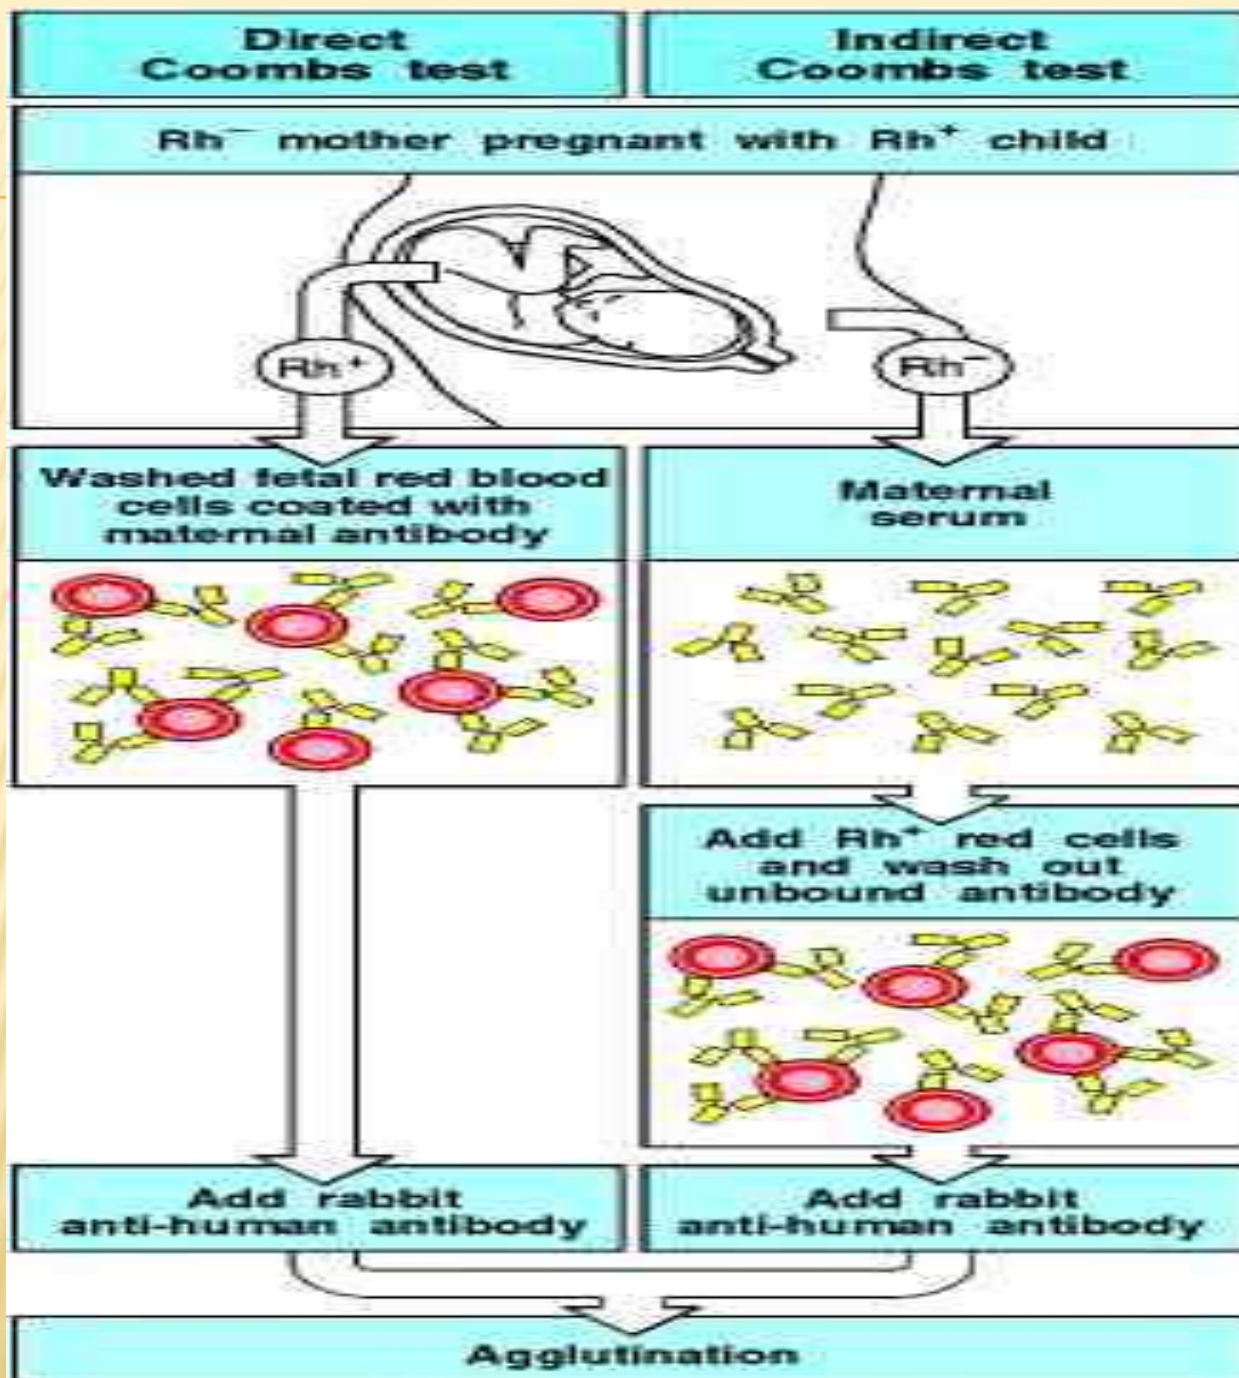 Direct
Coombs test
Indirect
Coombs test
Rh⁻ mother pregnant with Rh⁺ child
Rh⁺
Rh⁻
Washed fetal red blood
cells coated with
maternal antibody
Maternal
serum
Add Rh⁺ red cells
and wash out
unbound antibody
Add rabbit
anti-human antibody
Add rabbit
anti-human antibody
Agglutination